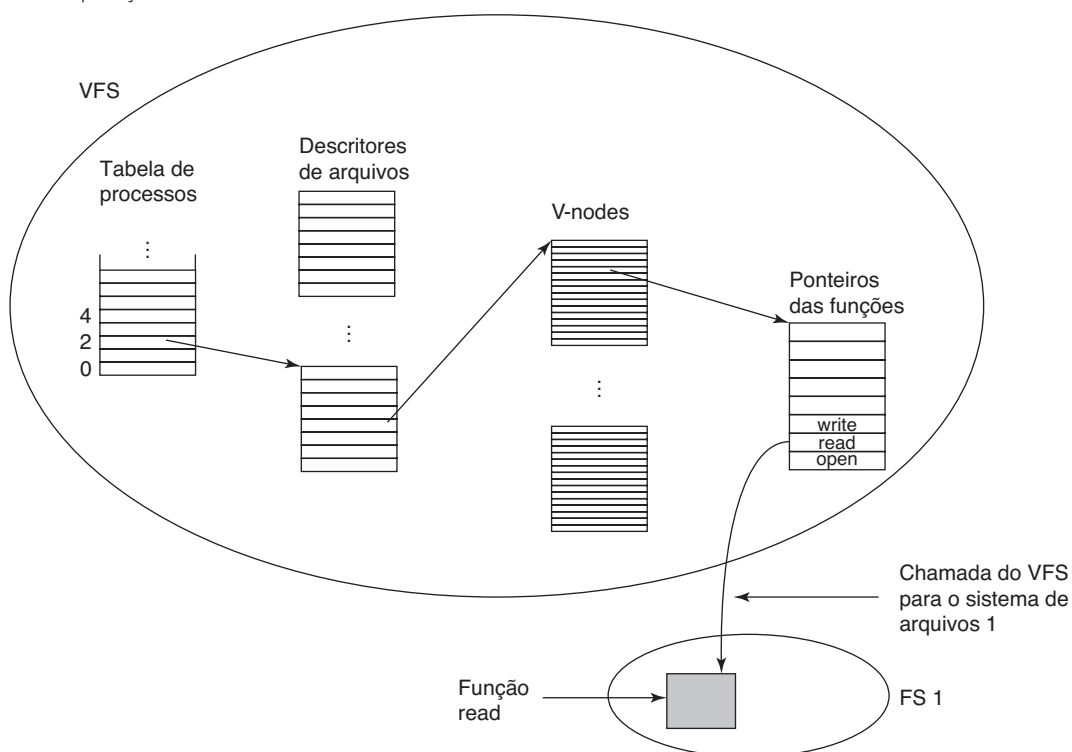 VFS
Tabela de
processos
⋮
4
2
0
Descritores
de arquivos
⋮
V-nodes
⋮
Ponteiros
das funções
write
read
open
Chamada do VFS
para o sistema de
arquivos 1
Função
read
FS 1